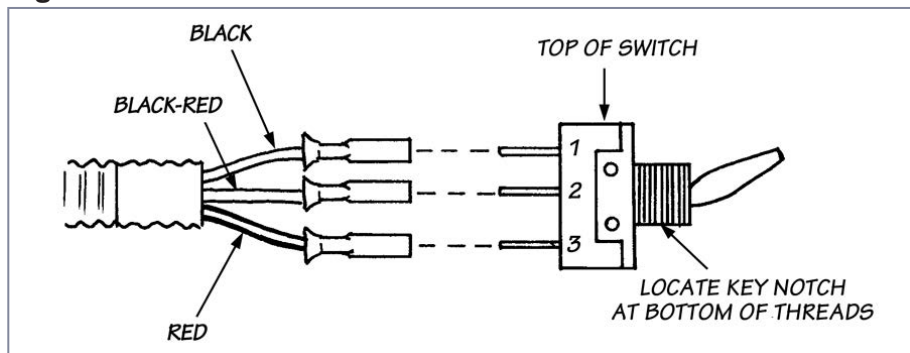 BLACK
TOP OF SWITCH
BLACK-RED
1
2
3
LOCATE KEY NOTCH
AT BOTTOM OF THREADS
RED